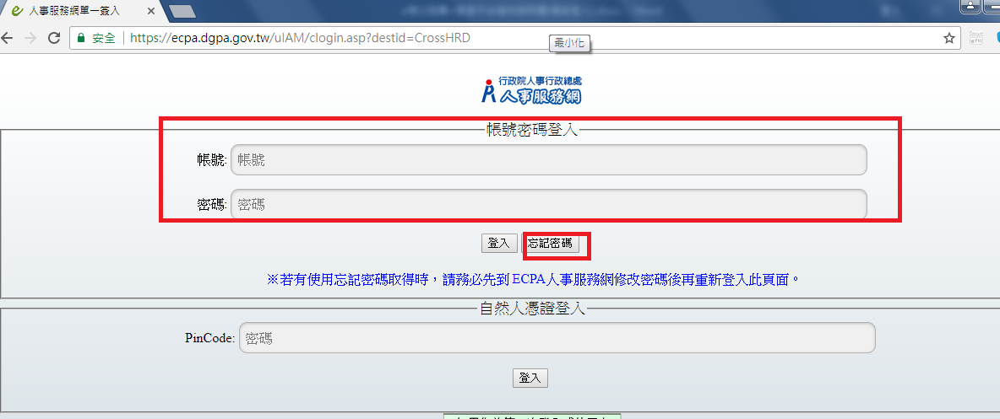 人事服務網單一簽入
安全 https://ecpa.dgpa.gov.tw/uIAM/clogin.asp?destid=CrossHRD
最小化
行政院人事行政總處
人事服務網
帳號密碼登入
帳號: 帳號
密碼: 密碼
登入 忘記密碼
※若有使用忘記密碼取得時，請務必先到 ECPA人事服務網修改密碼後再重新登入此頁面。
自然人憑證登入
PinCode: 密碼
登入